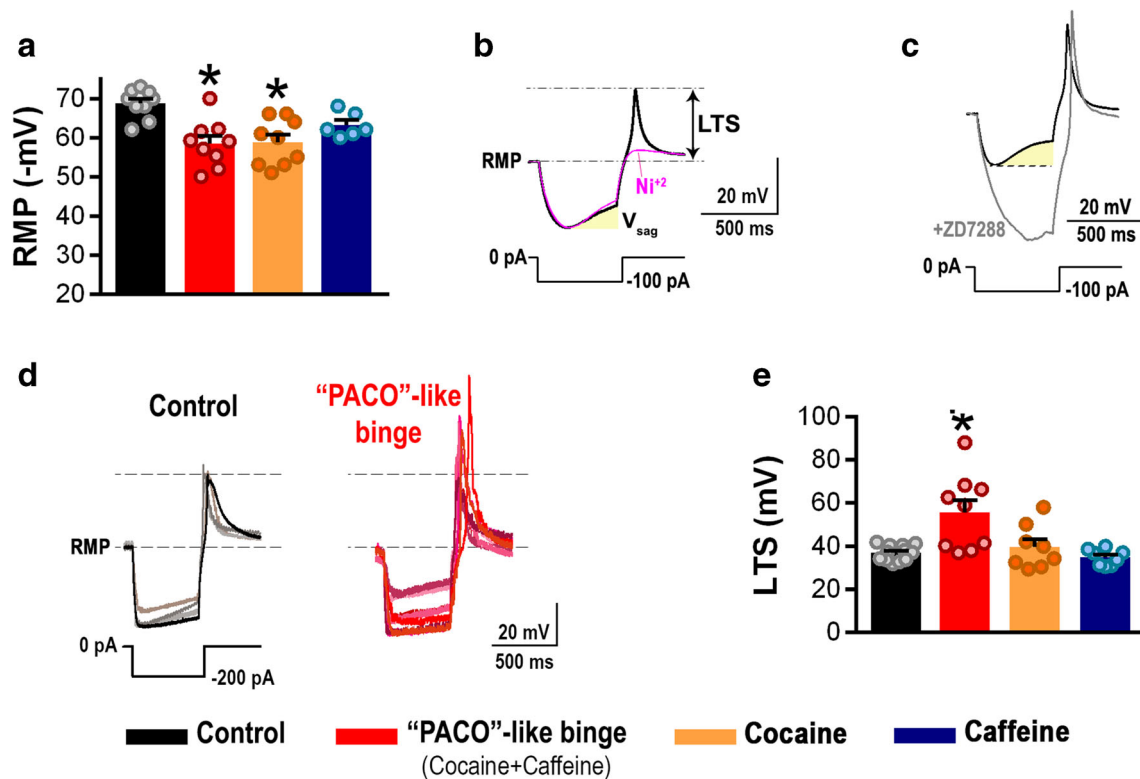 a
RMP (-mV)
70
60
50
40
30
20
*
*
b
RMP
LTS
Ni+2
Vsag
20 mV
500 ms
0 pA
-100 pA
c
+ZD7288
20 mV
500 ms
0 pA
-100 pA
d
Control
“PACO”-like
binge
RMP
0 pA
-200 pA
20 mV
500 ms
e
LTS (mV)
100
80
60
40
20
0
*
Control
“PACO”-like binge
(Cocaine+Caffeine)
Cocaine
Caffeine